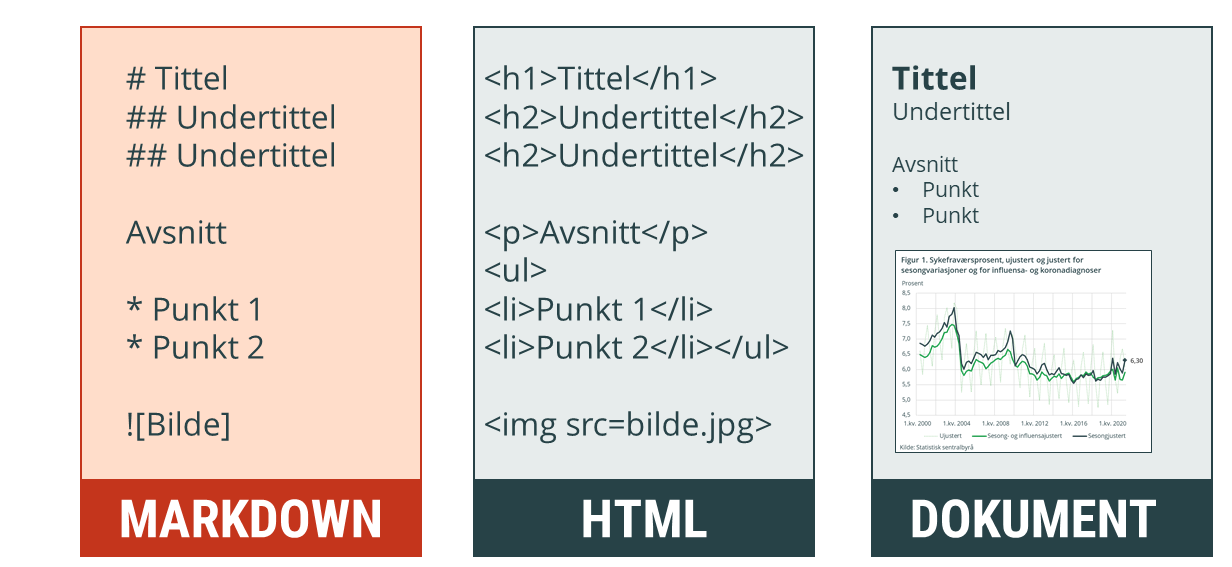 # Tittel
## Undertittel
## Undertittel
Avsnitt
* Punkt 1
* Punkt 2
![Bilde]
MARKDOWN
<h1>Tittel</h1>
<h2>Undertittel</h2>
<h2>Undertittel</h2>
<p>Avsnitt</p>
<ul>
<li>Punkt 1</li>
<li>Punkt 2</li></ul>
<img src=bilde.jpg>
HTML
Tittel
Undertittel
Avsnitt
• Punkt
• Punkt
Figur 1. Sykefraværsprosent, ujustert og justert for
sesongvariasjoner og for influensa- og koronadiagnoser
Prosent
8,5
8,0
7,5
7,0
6,5
6,0
5,5
5,0
4,5
6,30
1.kv. 2000 1.kv. 2004 1.kv. 2008 1.kv. 2012 1.kv. 2016 1.kv. 2020
Ujustert Sesong- og influensajustert Sesongjustert
Kilde: Statistisk sentralbyrå
DOKUMENT